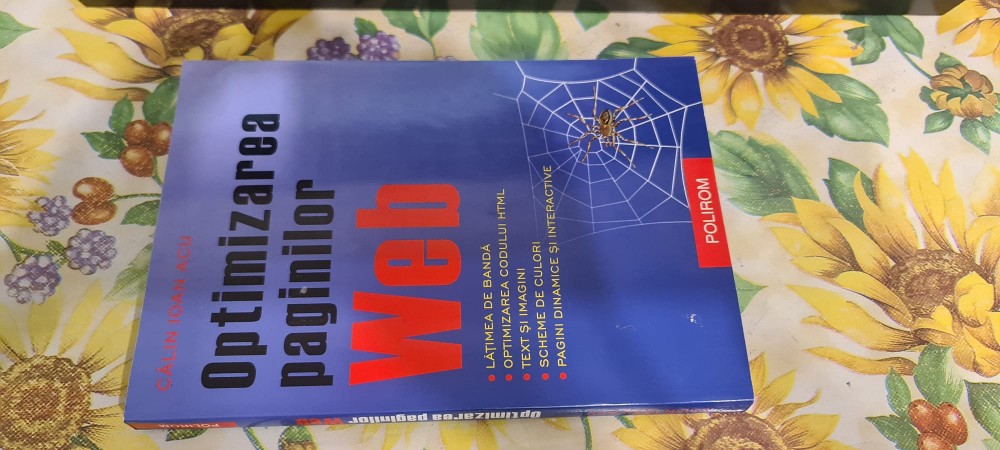 CĂLIN IOAN ACU
Optimizarea
paginilor
Web
• LĂȚIMEA DE BANDĂ
• OPTIMIZAREA CODULUI HTML
• TEXT ȘI IMAGINI
• SCHEME DE CULORI
• PAGINI DINAMICE ȘI INTERACTIVE
POLIROM
POLIROM
Optimizarea paginilor
Web